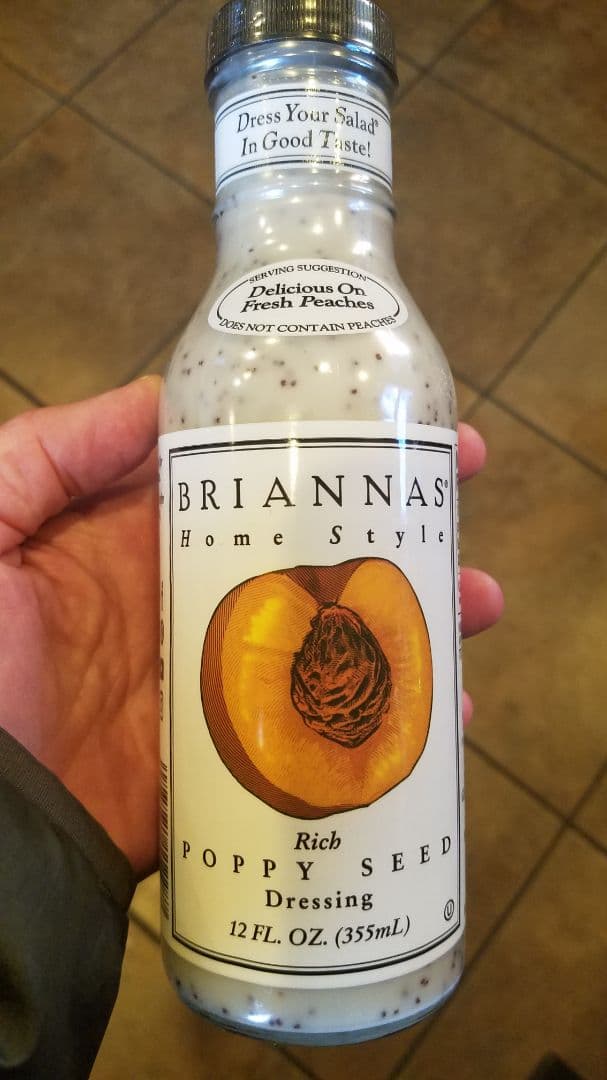 Dress Your Salad®
In Good Taste!
SERVING SUGGESTION
Delicious On
Fresh Peaches
DOES NOT CONTAIN PEACHES
BRIANNAS®
Home Style
Rich
POPPY SEED
Dressing
12 FL. OZ. (355mL)
U